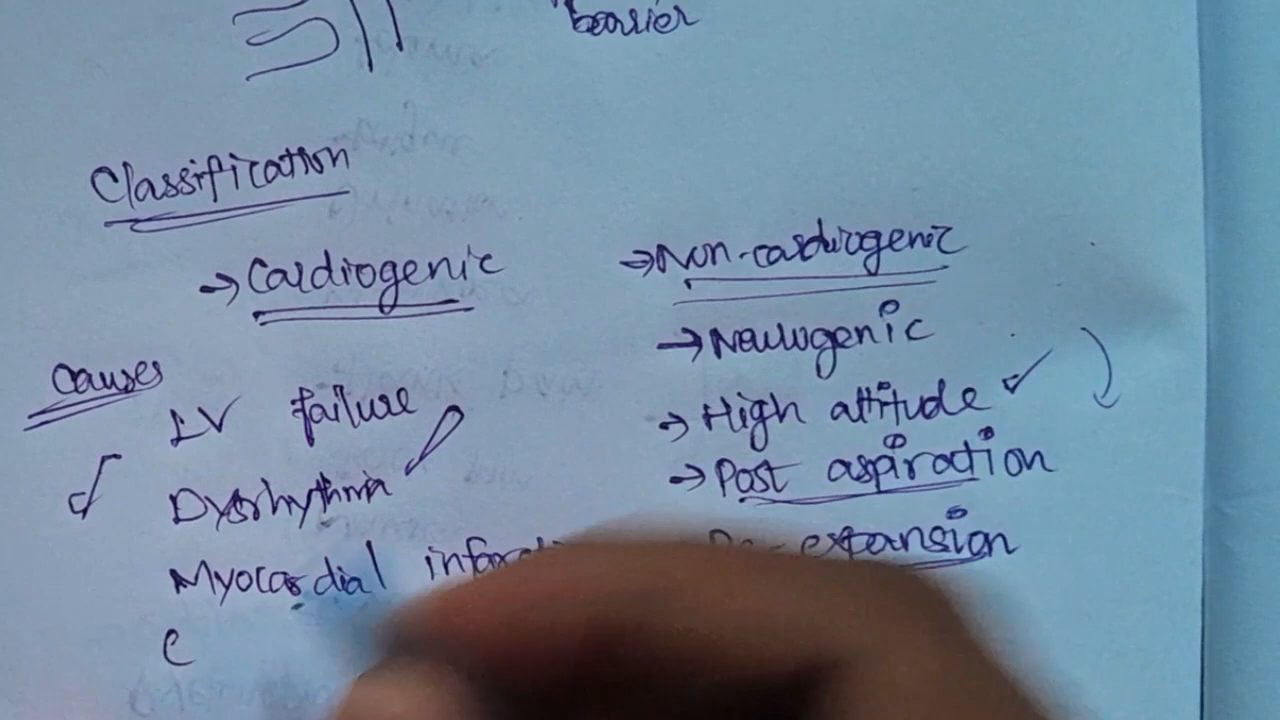 barrier
Classification
→ Cardiogenic
→ Non-cardiogenic
→ Neurogenic
Causes
LV failure
→ High altitude ✓
Dysrhythmia
→ Post aspiration
Myocardial
expansion
C